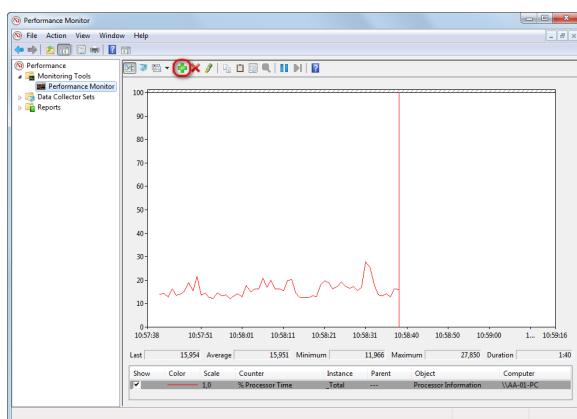 Performance Monitor
File Action View Window Help
Performance
Monitoring Tools
Performance Monitor
Data Collector Sets
Reports
100
90
80
70
60
50
40
30
20
10
0
10:57:38 10:57:51 10:58:01 10:58:11 10:58:21 10:58:31 10:58:40 10:58:50 10:59:00 1... 10:59:16
Last 15,954 Average 15,951 Minimum 11,966 Maximum 27,850 Duration 1:40
Show Color Scale Counter Instance Parent Object Computer
1,0 % Processor Time _Total --- Processor Information \\AA-01-PC